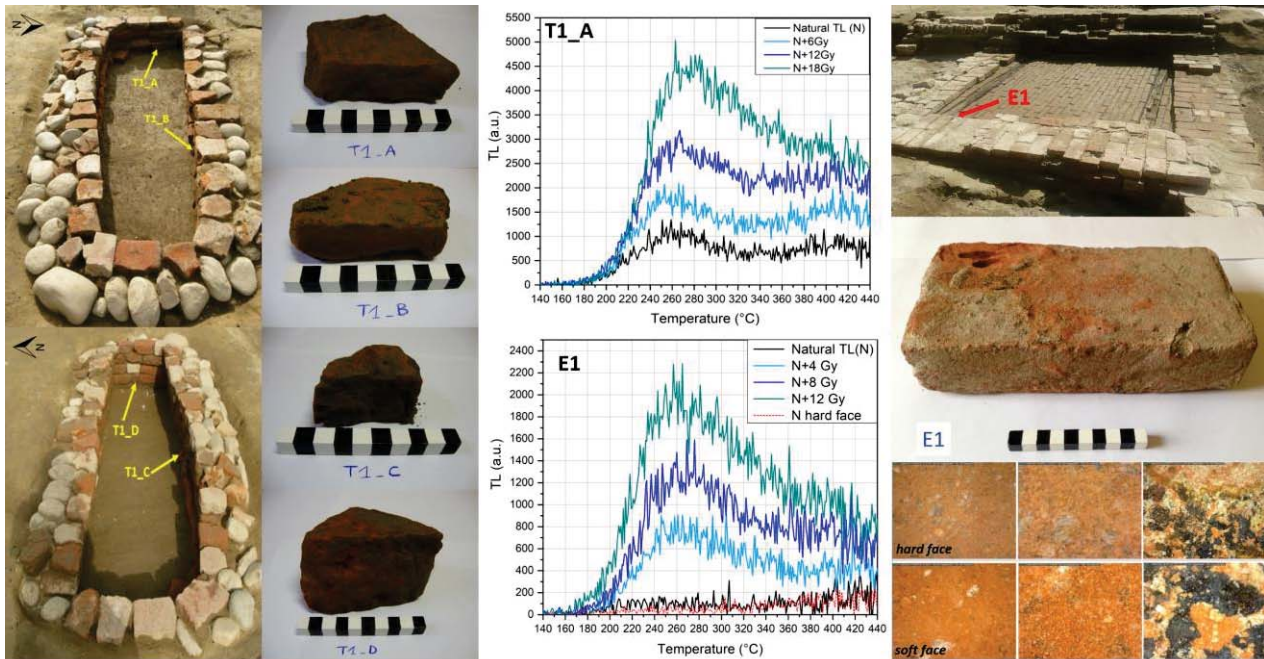 N
T1_A
T1_B
T1_A
T1_B
N
T1_D
T1_C
T1_C
T1_D
T1_A
Natural TL (N)
N+6Gy
N+12Gy
N+18Gy
TL (a.u.)
5500
5000
4500
4000
3500
3000
2500
2000
1500
1000
500
0
140 160 180 200 220 240 260 280 300 320 340 360 380 400 420 440
Temperature (°C)
E1
Natural TL(N)
N+4 Gy
N+8 Gy
N+12 Gy
N hard face
TL (a.u.)
2400
2200
2000
1800
1600
1400
1200
1000
800
600
400
200
0
140 160 180 200 220 240 260 280 300 320 340 360 380 400 420 440
Temperature (°C)
E1
E1
hard face
soft face